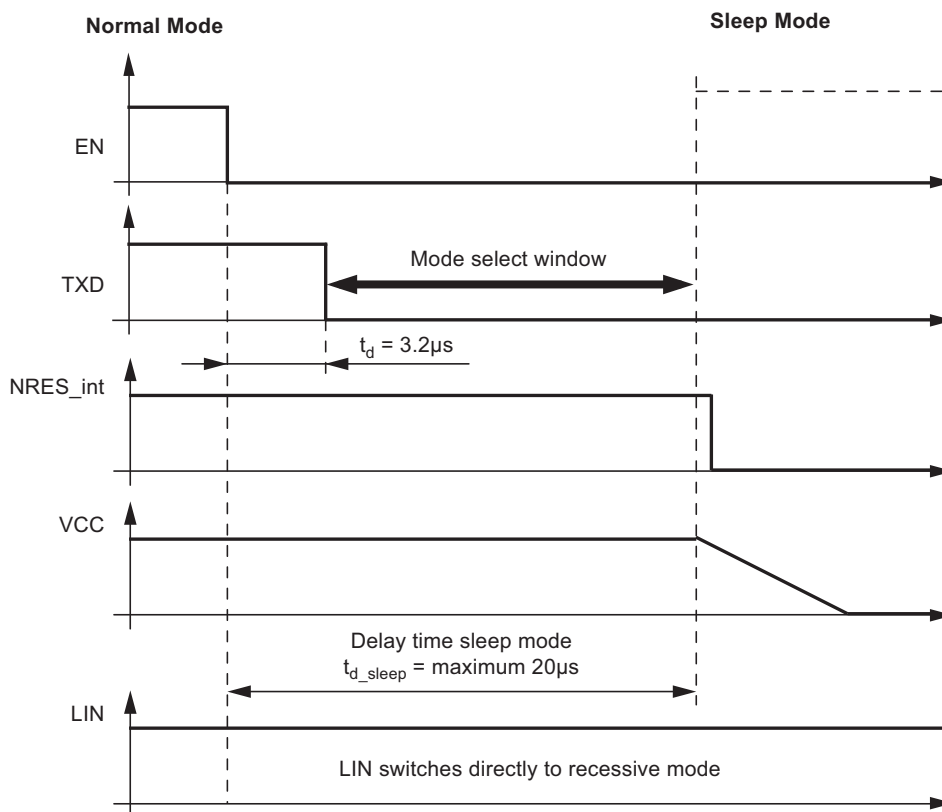 Normal Mode
Sleep Mode
EN
TXD
Mode select window
t_d = 3.2µs
NRES_int
VCC
Delay time sleep mode
t_d_sleep = maximum 20µs
LIN
LIN switches directly to recessive mode